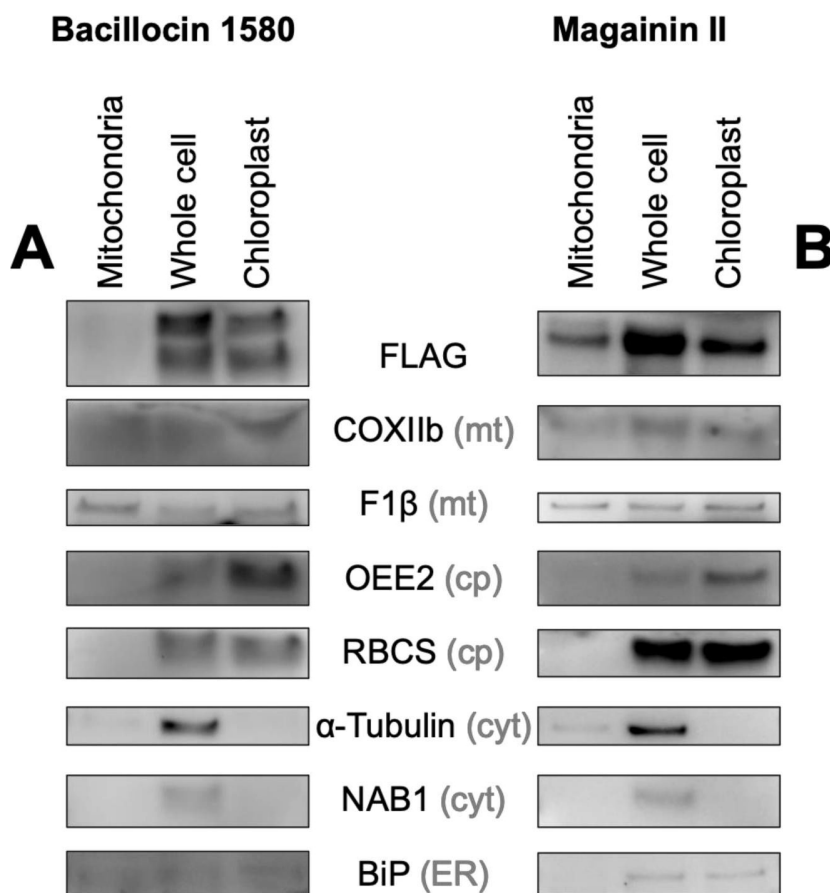 Bacillocin 1580
Magainin II
A
Mitochondria
Whole cell
Chloroplast
Mitochondria
Whole cell
Chloroplast
B
FLAG
COXIIb (mt)
F1β (mt)
OEE2 (cp)
RBCS (cp)
α-Tubulin (cyt)
NAB1 (cyt)
BiP (ER)